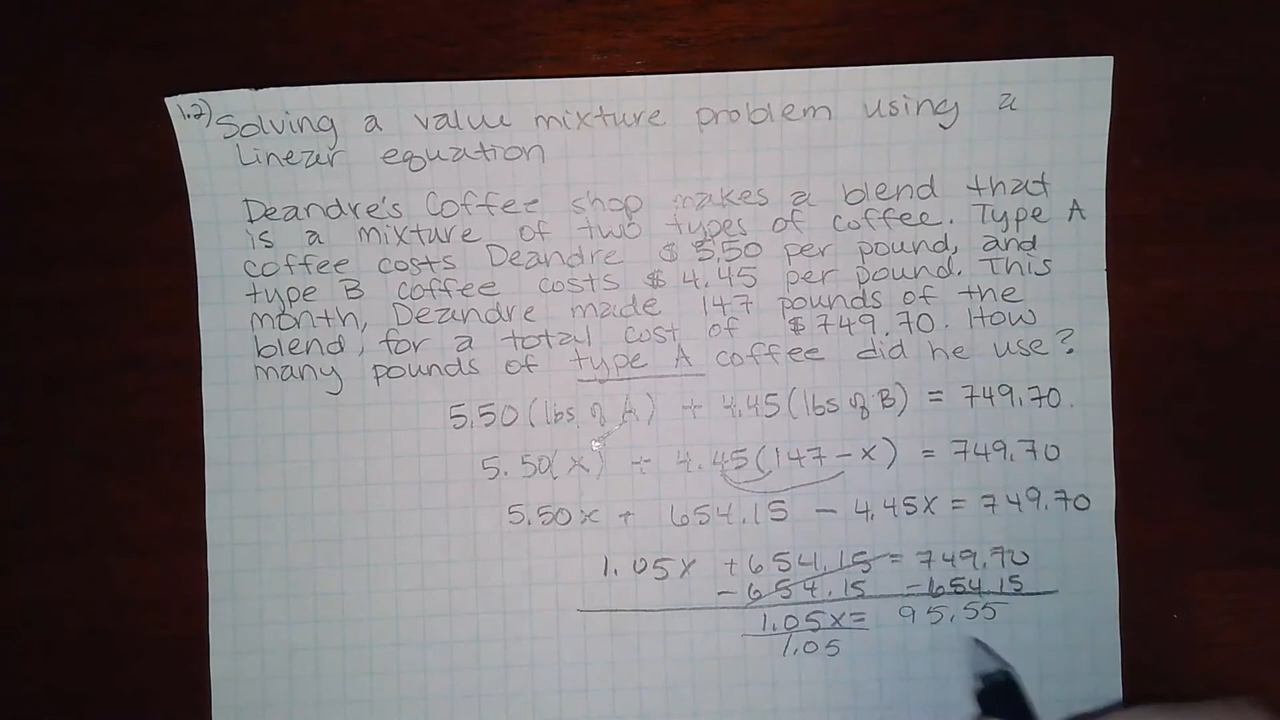 1.2) Solving a value mixture problem using a
linear equation
Deandre's Coffee shop makes a blend that
is a mixture of two types of coffee. Type A
coffee costs Deandre $5.50 per pound, and
type B coffee costs $4.45 per pound. This
month, Deandre made 147 pounds of the
blend, for a total cost of $749.70. How
many pounds of type A coffee did he use?
5.50 (lbs of A) + 4.45 (lbs of B) = 749.70.
5.50(x) + 4.45(147 - x) = 749.70
5.50x + 654.15 - 4.45x = 749.70
1.05x + 654.15 = 749.70
-654.15 -654.15
1.05x = 95.55
1.05